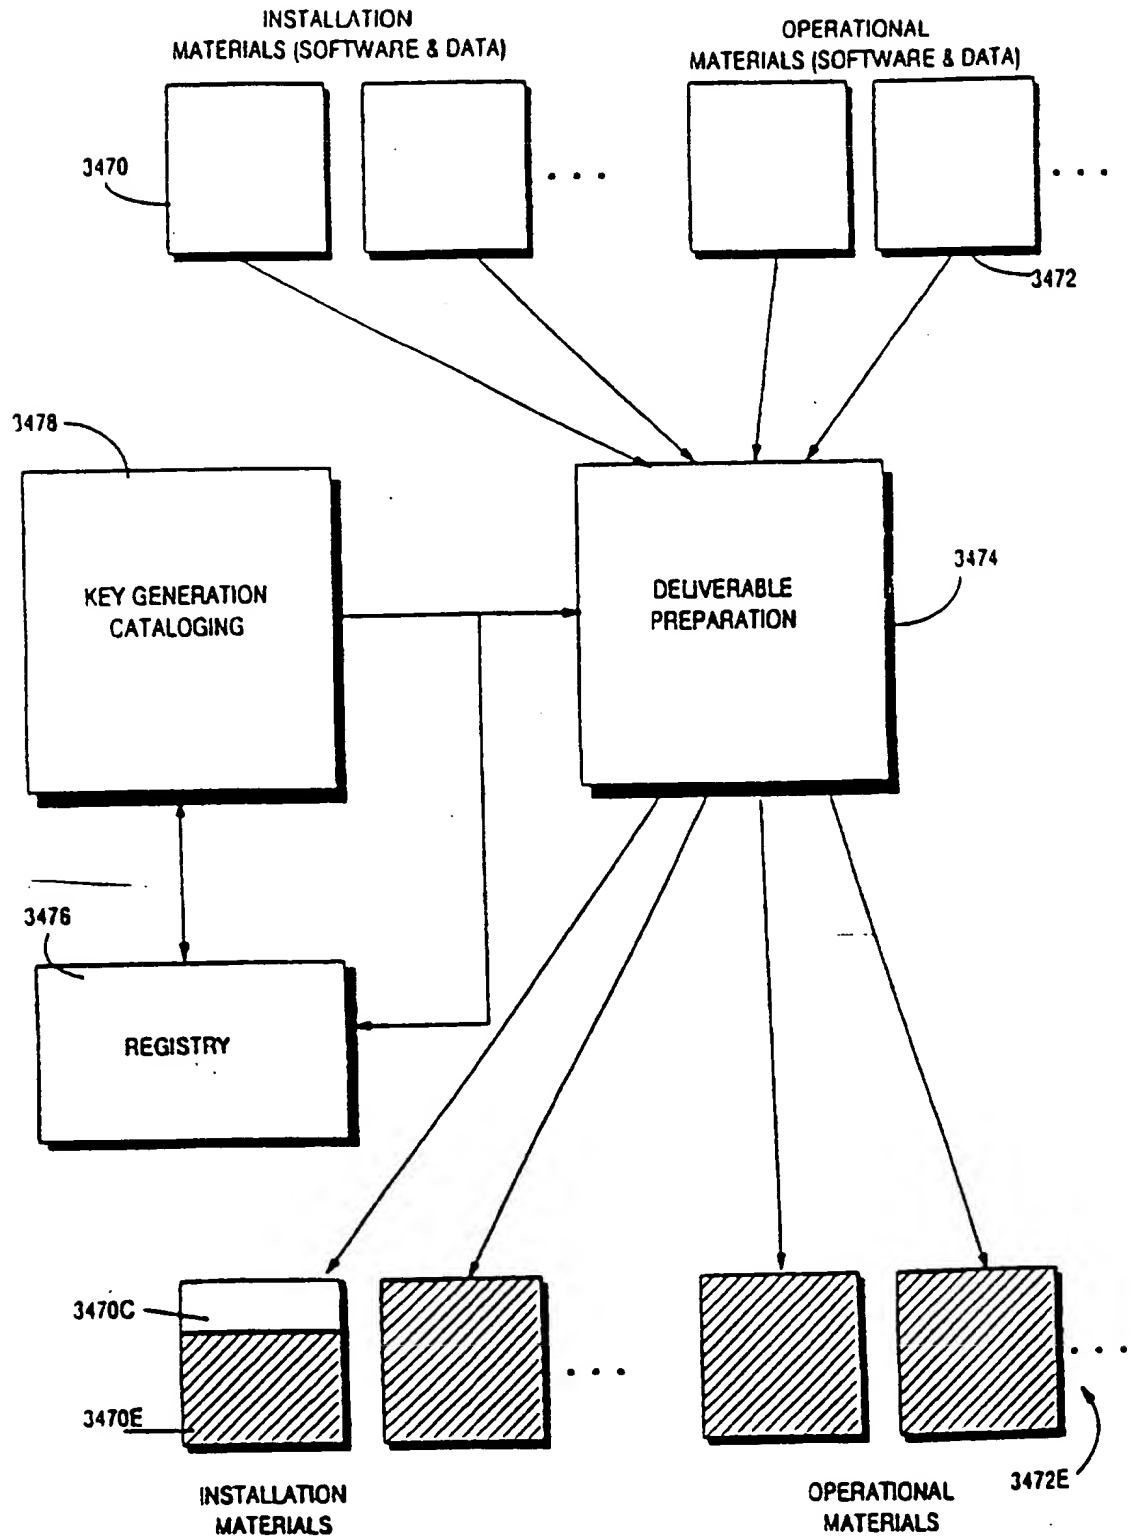 INSTALLATION
MATERIALS (SOFTWARE & DATA)
OPERATIONAL
MATERIALS (SOFTWARE & DATA)
3470
. . .
. . .
3472
3478
KEY GENERATION
CATALOGING
DELIVERABLE
PREPARATION
3474
3476
REGISTRY
3470C
3470E
. . .
. . .
3472E
INSTALLATION
MATERIALS
OPERATIONAL
MATERIALS